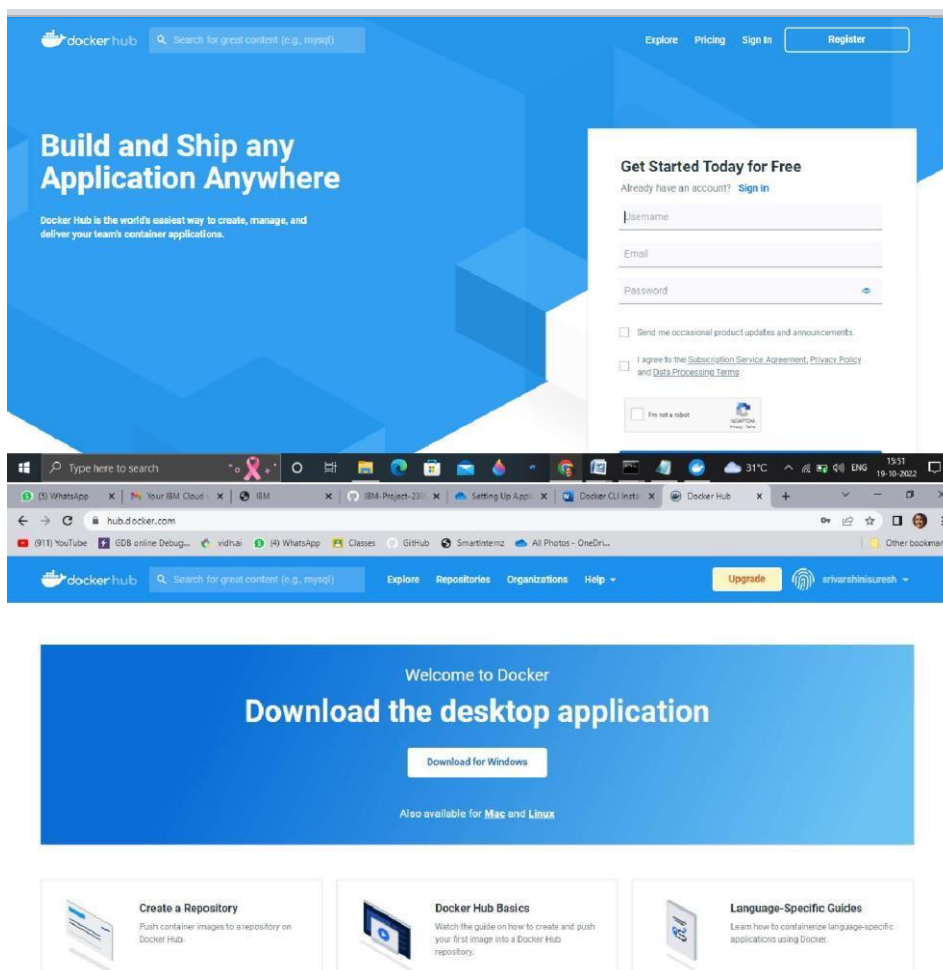 dockerhub
Search for great content (e.g., mysql)
Explore
Pricing
Sign In
Register
Build and Ship any
Application Anywhere
Docker Hub is the world's easiest way to create, manage, and
deliver your team's container applications.
Get Started Today for Free
Already have an account? Sign In
Username
Email
Password
Send me occasional product updates and announcements.
I agree to the Subscription Service Agreement, Privacy Policy
and Data Processing Terms.
I'm not a robot
reCAPTCHA
Privacy - Terms
Type here to search
31°C
ENG
15:51
19-10-2022
(5) WhatsApp
Your IBM Cloud
IBM
IBM-Project-230
Setting Up Appli
Docker CLI Insta
Docker Hub
hub.docker.com
(911) YouTube
GDB online Debug...
vidhai
(4) WhatsApp
Classes
GitHub
Smartinternz
All Photos - OneDri...
Other bookmar
dockerhub
Search for great content (e.g., mysql)
Explore
Repositories
Organizations
Help
Upgrade
srivarshinisuresh
Welcome to Docker
Download the desktop application
Download for Windows
Also available for Mac and Linux
Create a Repository
Push container images to a repository on
Docker Hub.
Docker Hub Basics
Watch the guide on how to create and push
your first image into a Docker Hub
repository.
Language-Specific Guides
Learn how to containerize language-specific
applications using Docker.